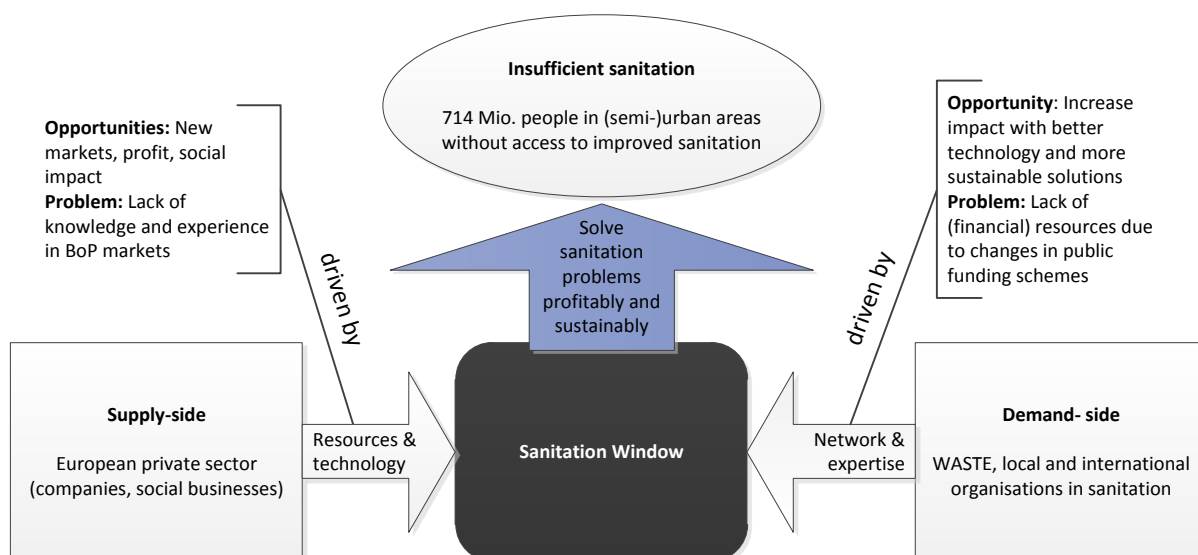 Insufficient sanitation
714 Mio. people in (semi-)urban areas
without access to improved sanitation
Opportunities: New
markets, profit, social
impact
Problem: Lack of
knowledge and experience
in BoP markets
Opportunity: Increase
impact with better
technology and more
sustainable solutions
Problem: Lack of
(financial) resources due
to changes in public
funding schemes
Solve
sanitation
problems
profitably and
sustainably
driven by
driven by
Supply-side
European private sector
(companies, social businesses)
Resources &
technology
Sanitation Window
Network &
expertise
Demand- side
WASTE, local and international
organisations in sanitation